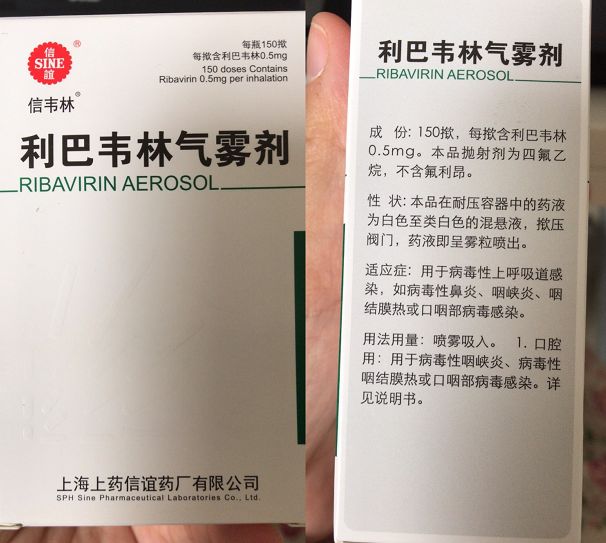 信
SINE
誼
®
每瓶150揿
每揿含利巴韦林0.5mg
150 doses Contains
Ribavirin 0.5mg per inhalation
信韦林®
利巴韦林气雾剂
RIBAVIRIN AEROSOL
上海上药信谊药厂有限公司
SPH Sine Pharmaceutical Laboratories Co., Ltd.
利巴韦林气雾剂
RIBAVIRIN AEROSOL
成 份: 150揿，每揿含利巴韦林
0.5mg。本品抛射剂为四氟乙
烷，不含氟利昂。
性 状: 本品在耐压容器中的药液
为白色至类白色的混悬液，揿压
阀门，药液即呈雾粒喷出。
适应症: 用于病毒性上呼吸道感
染，如病毒性鼻炎、咽峡炎、咽
结膜热或口咽部病毒感染。
用法用量: 喷雾吸入。 1. 口腔
用: 用于病毒性咽峡炎、病毒性
咽结膜热或口咽部病毒感染。详
见说明书。